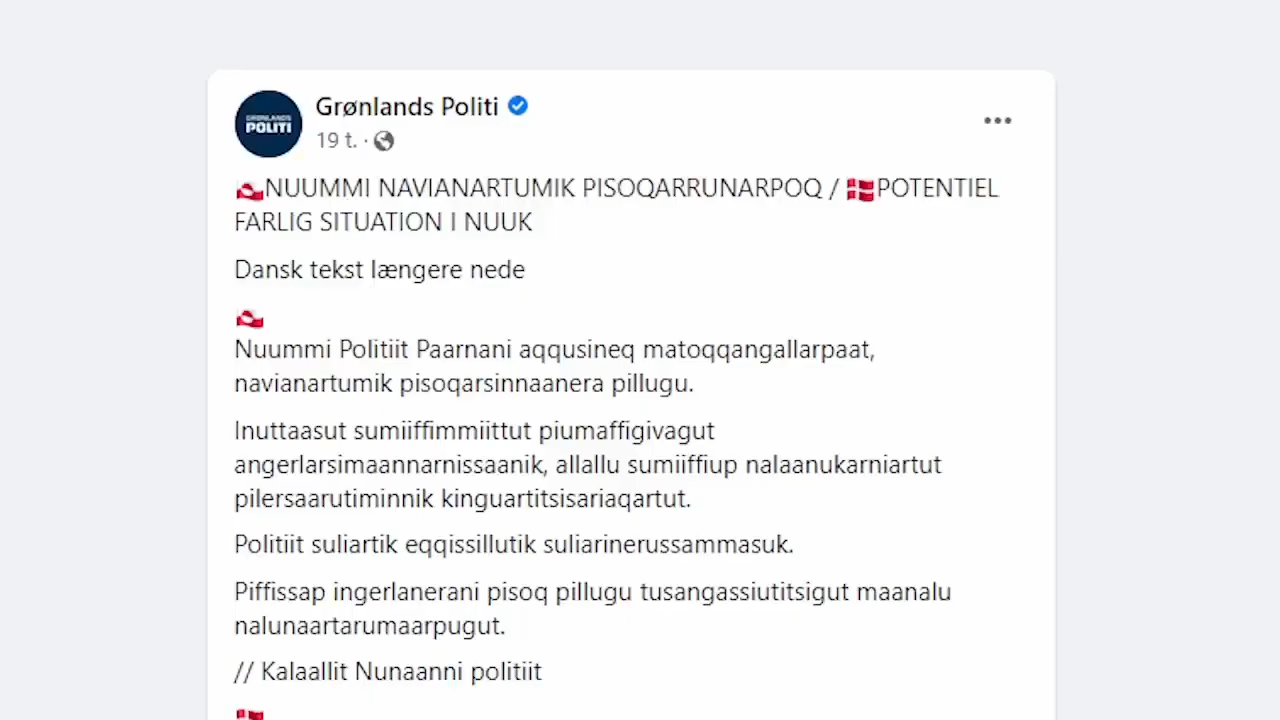 GRØNLANDS
POLITI
Grønlands Politi
19 t. ·
🇬🇱NUUMMI NAVIANARTUMIK PISOQARRUNARPOQ / 🇩🇰POTENTIEL
FARLIG SITUATION I NUUK
Dansk tekst længere nede
🇬🇱
Nuummi Politiit Paarnani aqqusineq matoqqangallarpaat,
navianartumik pisoqarsinnaanera pillugu.
Inuttaasut sumiiffimmiittut piumaffigivagut
angerlarsimaannarnissaanik, allallu sumiiffiup nalaanukarniartut
pilersaarutiminnik kinguartitsisariaqartut.
Politiit suliartik eqqissillutik suliarinerussammasuk.
Piffissap ingerlanerani pisoq pillugu tusangassiutitsigut maanalu
nalunaartarumaarpugut.
// Kalaallit Nunaanni politiit
🇩🇰